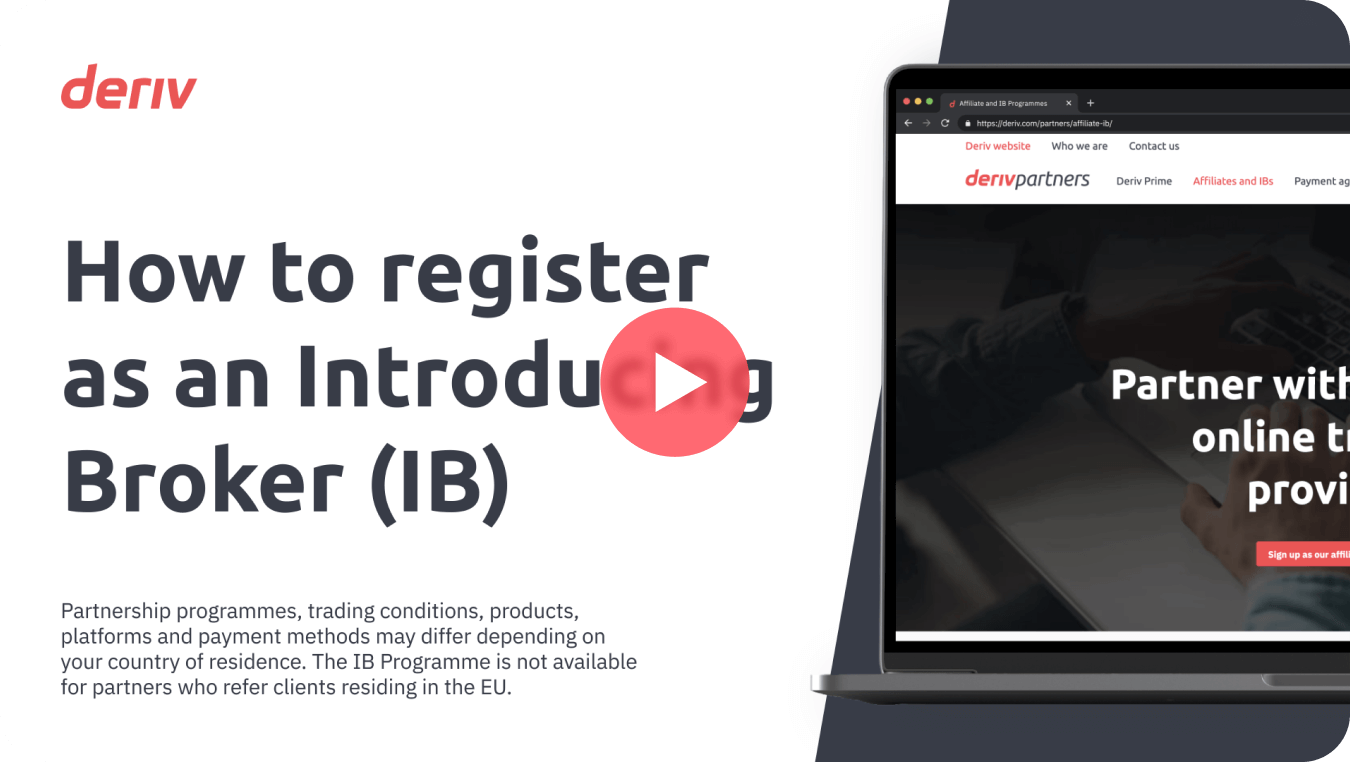 deriv
How to register
as an Introducing
Broker (IB)
Partnership programmes, trading conditions, products,
platforms and payment methods may differ depending on
your country of residence. The IB Programme is not available
for partners who refer clients residing in the EU.
Affiliate and IB Programmes
https://deriv.com/partners/affiliate-ib/
Deriv website Who we are Contact us
derivpartners Deriv Prime Affiliates and IBs Payment ag
Partner with
online tr
provi
Sign up as our affili